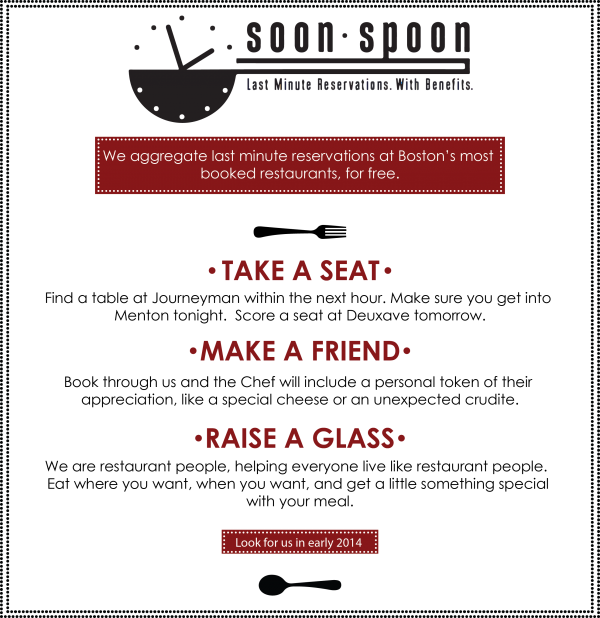 soon · spoon
Last Minute Reservations. With Benefits.
We aggregate last minute reservations at Boston's most
booked restaurants, for free.
• TAKE A SEAT •
Find a table at Journeyman within the next hour. Make sure you get into
Menton tonight.  Score a seat at Deuxave tomorrow.
• MAKE A FRIEND •
Book through us and the Chef will include a personal token of their
appreciation, like a special cheese or an unexpected crudite.
• RAISE A GLASS •
We are restaurant people, helping everyone live like restaurant people.
Eat where you want, when you want, and get a little something special
with your meal.
Look for us in early 2014